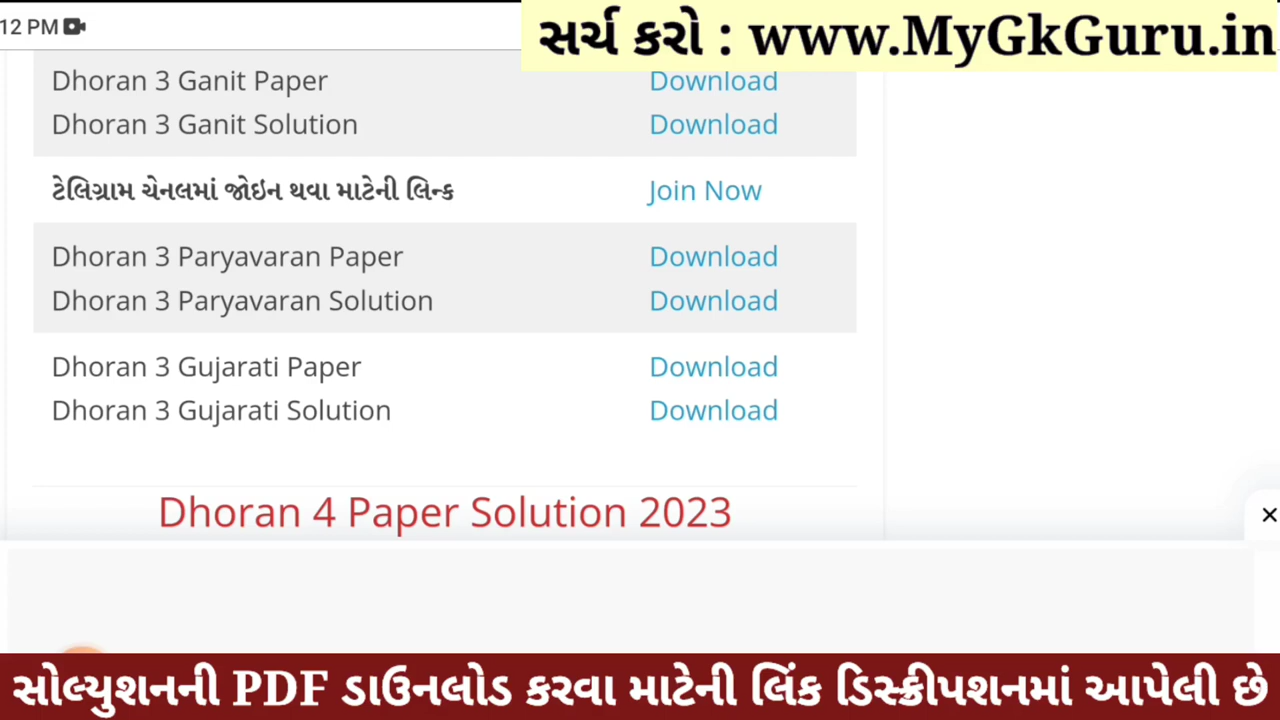 12 PM
સર્ચ કરો : www.MyGkGuru.in
Dhoran 3 Ganit Paper Download
Dhoran 3 Ganit Solution Download
ટેલિગ્રામ ચેનલમાં જોઇન થવા માટેની લિન્ક Join Now
Dhoran 3 Paryavaran Paper Download
Dhoran 3 Paryavaran Solution Download
Dhoran 3 Gujarati Paper Download
Dhoran 3 Gujarati Solution Download
Dhoran 4 Paper Solution 2023
સોલ્યુશનની PDF ડાઉનલોડ કરવા માટેની લિંક ડિસ્ક્રીપશનમાં આપેલી છે